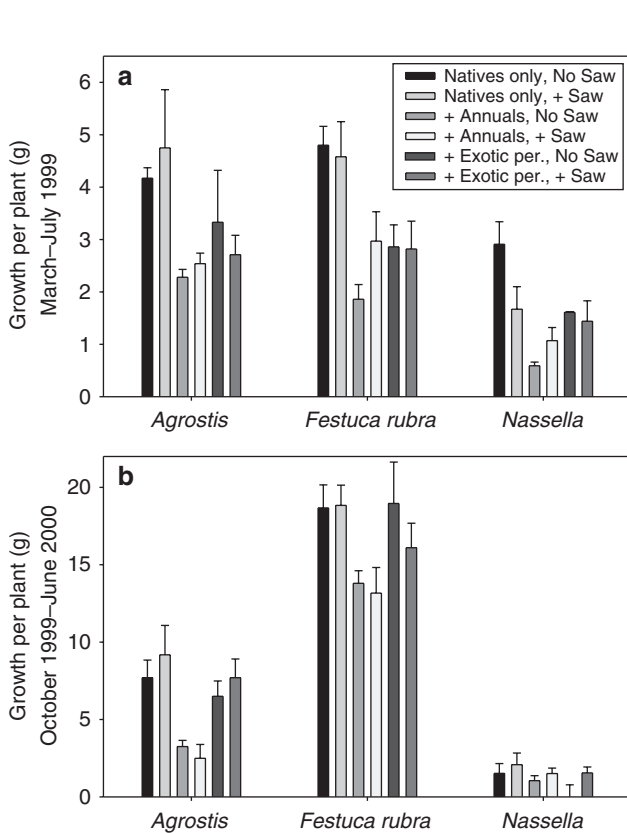 a
Natives only, No Saw
Natives only, + Saw
+ Annuals, No Saw
+ Annuals, + Saw
+ Exotic per., No Saw
+ Exotic per., + Saw
Growth per plant (g)
March–July 1999
6
5
4
3
2
1
0
Agrostis
Festuca rubra
Nassella
b
Growth per plant (g)
October 1999–June 2000
20
15
10
5
0
Agrostis
Festuca rubra
Nassella